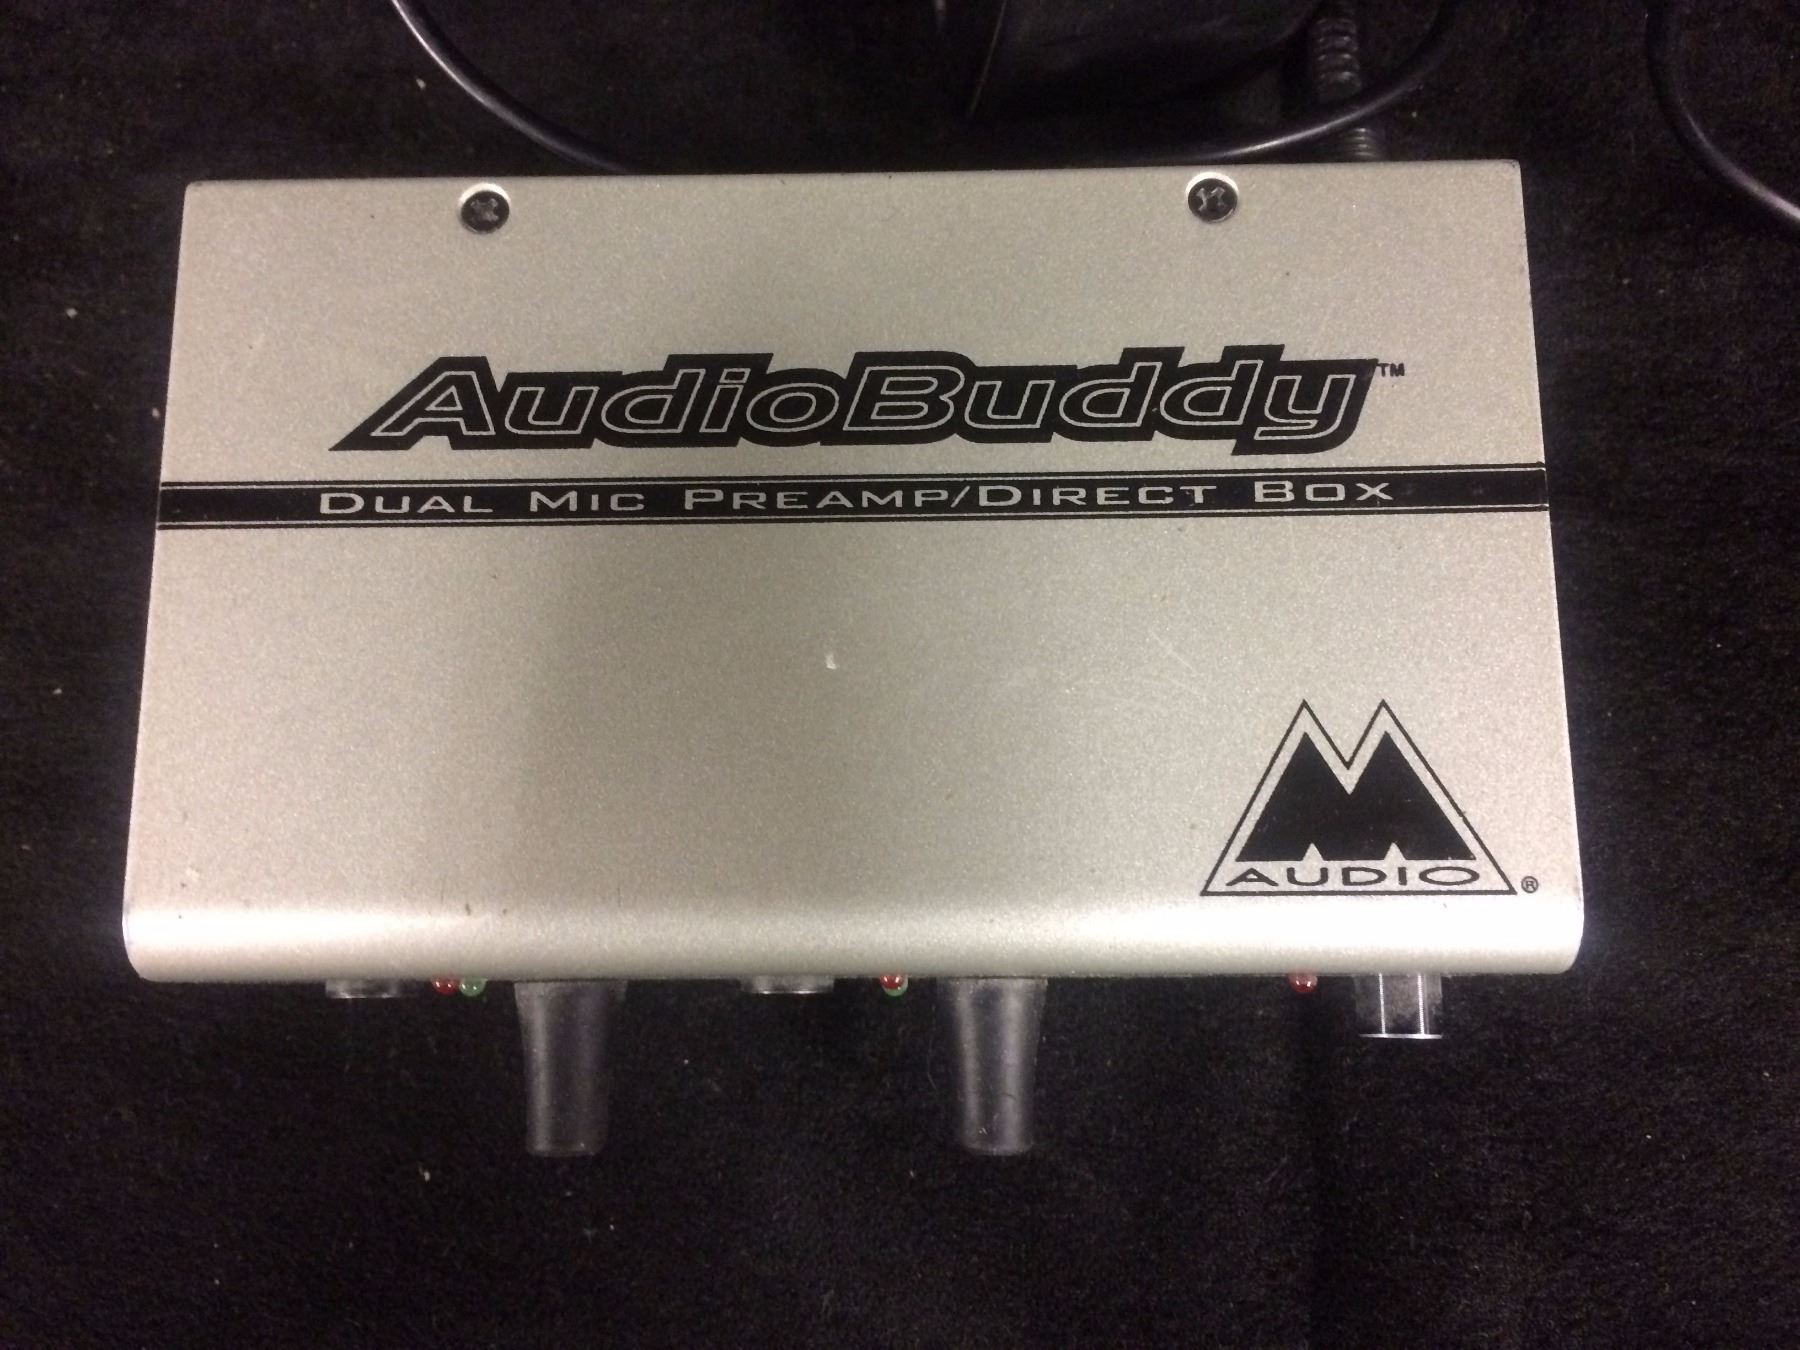 AudioBuddy™
Dual Mic Preamp/Direct Box
M
AUDIO®